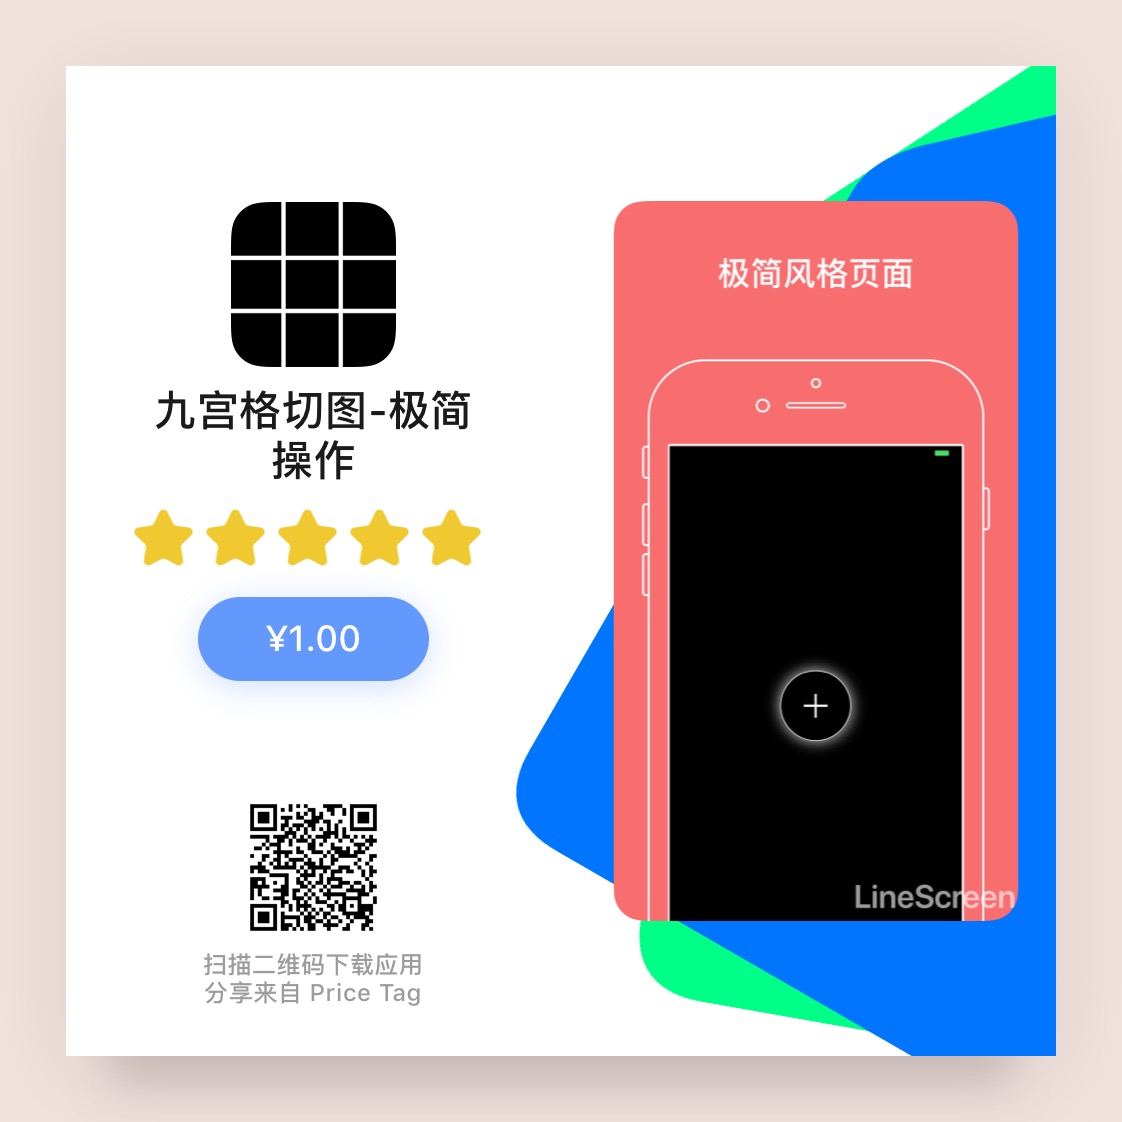 九宫格切图-极简
操作
¥1.00
扫描二维码下载应用
分享来自 Price Tag
极简风格页面
LineScreen